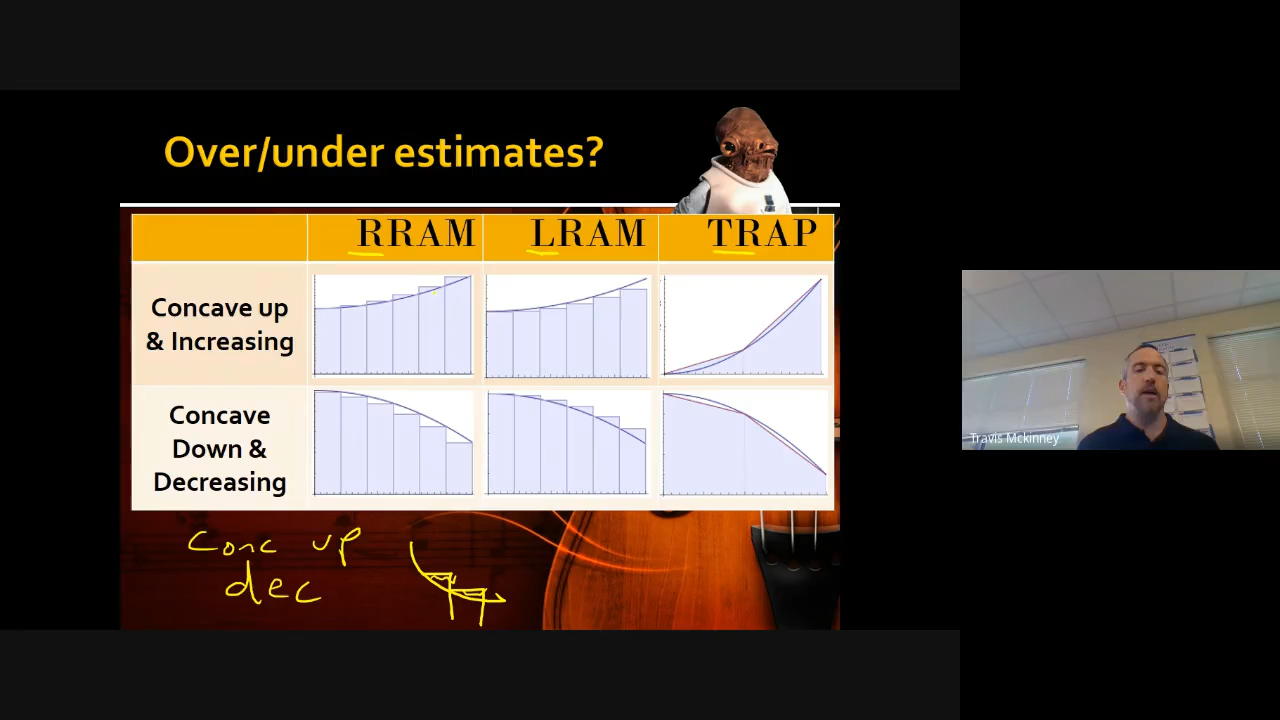 Over/under estimates?
RRAM LRAM TRAP
Concave up
& Increasing
Concave
Down &
Decreasing
conc up
dec
Travis Mckinney